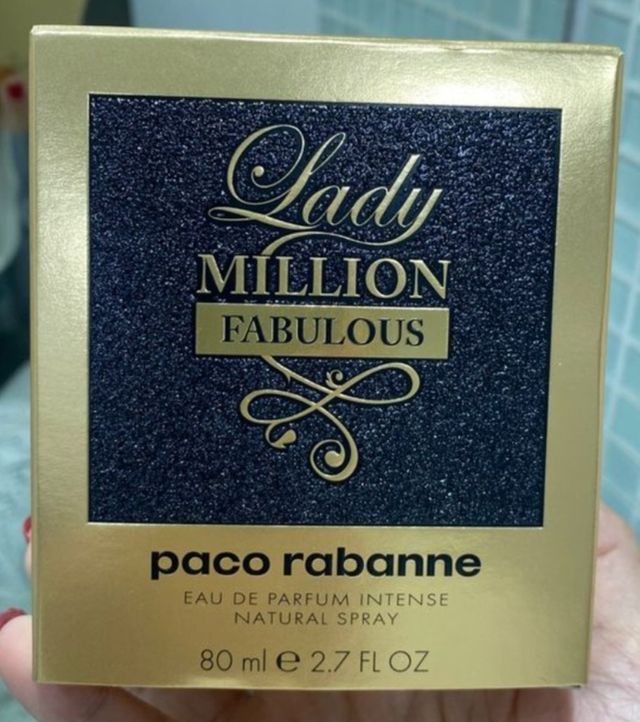 Lady
MILLION
FABULOUS
paco rabanne
EAU DE PARFUM INTENSE
NATURAL SPRAY
80 ml ℮ 2.7 FL OZ